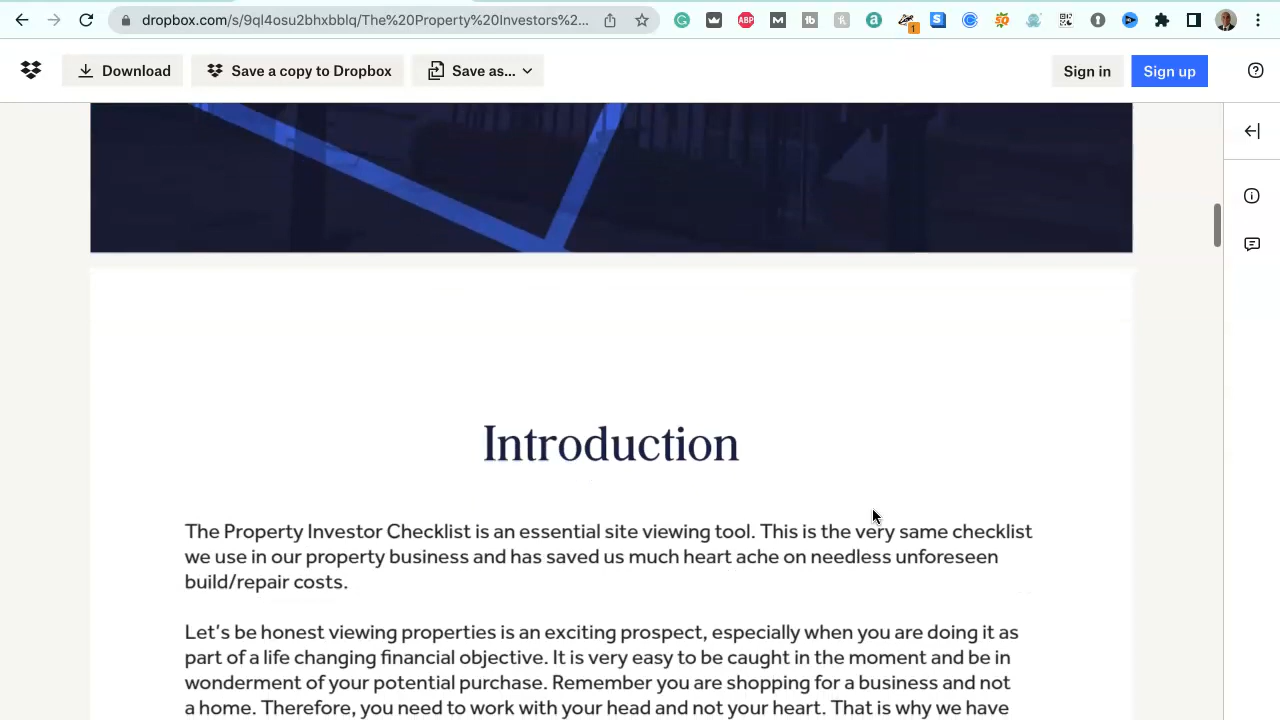 dropbox.com/s/9ql4osu2bhxbblq/The%20Property%20Investors%2...
ABP
1
Download
Save a copy to Dropbox
Save as...
Sign in
Sign up
Introduction
The Property Investor Checklist is an essential site viewing tool. This is the very same checklist
we use in our property business and has saved us much heart ache on needless unforeseen
build/repair costs.
Let's be honest viewing properties is an exciting prospect, especially when you are doing it as
part of a life changing financial objective. It is very easy to be caught in the moment and be in
wonderment of your potential purchase. Remember you are shopping for a business and not
a home. Therefore, you need to work with your head and not your heart. That is why we have